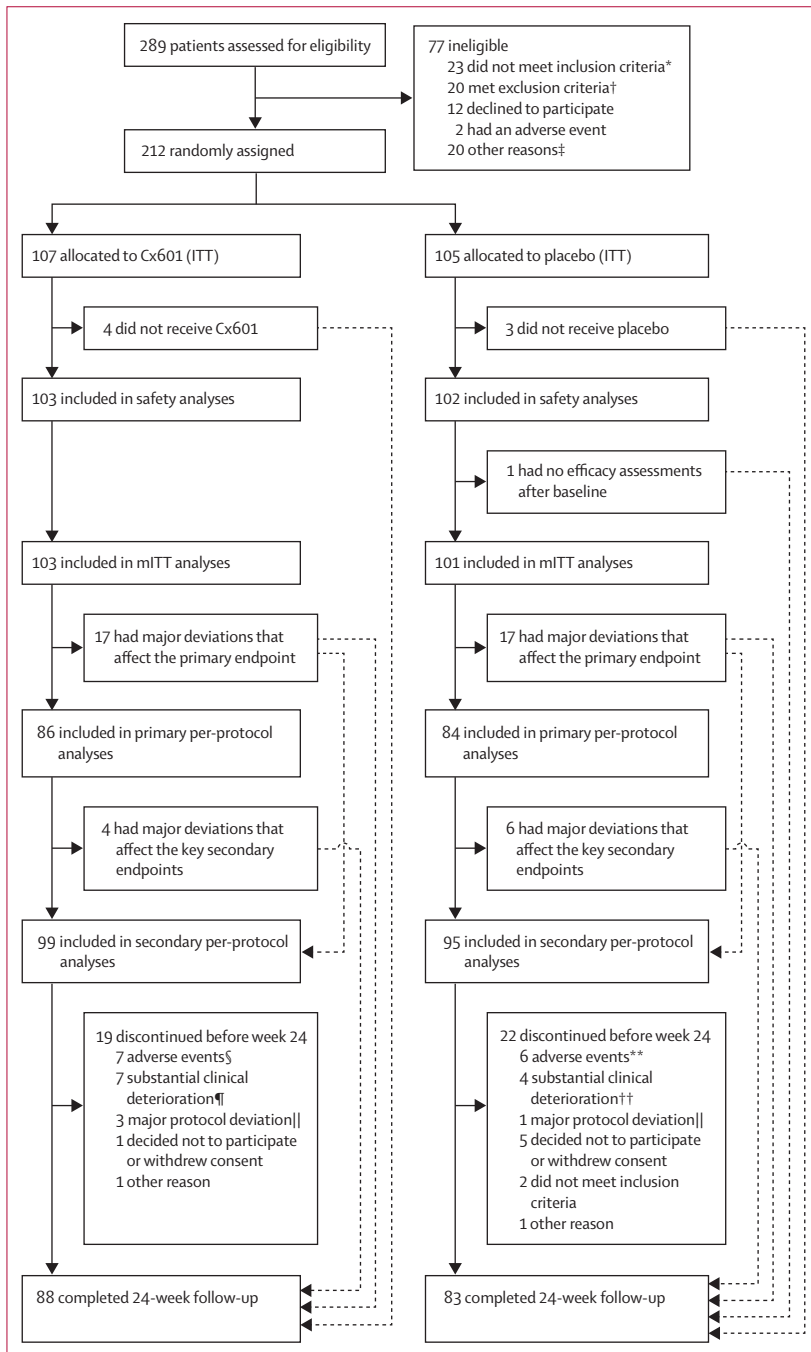 289 patients assessed for eligibility
77 ineligible
23 did not meet inclusion criteria*
20 met exclusion criteria†
12 declined to participate
2 had an adverse event
20 other reasons‡
212 randomly assigned
107 allocated to Cx601 (ITT)
105 allocated to placebo (ITT)
4 did not receive Cx601
3 did not receive placebo
103 included in safety analyses
102 included in safety analyses
1 had no efficacy assessments
after baseline
103 included in mITT analyses
101 included in mITT analyses
17 had major deviations that
affect the primary endpoint
17 had major deviations that
affect the primary endpoint
86 included in primary per-protocol
analyses
84 included in primary per-protocol
analyses
4 had major deviations that
affect the key secondary
endpoints
6 had major deviations that
affect the key secondary
endpoints
99 included in secondary per-protocol
analyses
95 included in secondary per-protocol
analyses
19 discontinued before week 24
7 adverse events§
7 substantial clinical
deterioration¶
3 major protocol deviation||
1 decided not to participate
or withdrew consent
1 other reason
22 discontinued before week 24
6 adverse events**
4 substantial clinical
deterioration††
1 major protocol deviation||
5 decided not to participate
or withdrew consent
2 did not meet inclusion
criteria
1 other reason
88 completed 24-week follow-up
83 completed 24-week follow-up